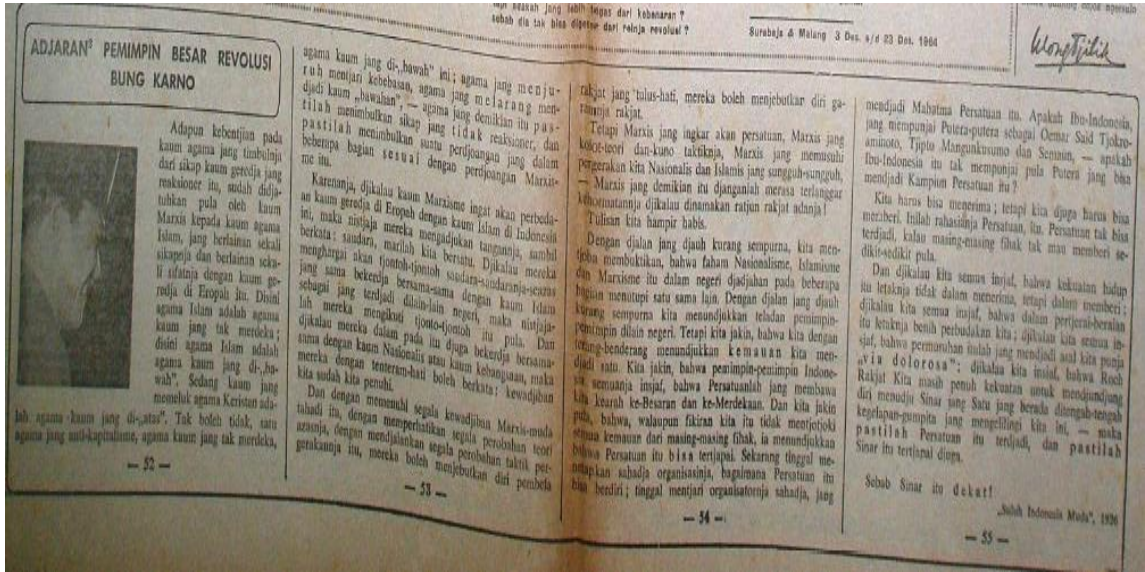 jang lebih tegas dari kebenaran ?
sebab dia tak bisa digeser dari relnja revolusi ?
Surabaja & Malang 3 Des. s/d 23 Des. 1964
WongTjilik
ADJARAN² PEMIMPIN BESAR REVOLUSI
BUNG KARNO
Adapun kebentjian pada
kaum agama jang timbulnja
dari sikap kaum geredja jang
reaksioner itu, sudah didja-
tuhkan pula oleh kaum
Marxis kepada kaum agama
Islam, jang berlainan sekali
sikapnja dan berlainan seka-
li sifatnja dengan kaum ge-
redja di Eropah itu. Disini
agama Islam adalah agama
kaum jang tak merdeka;
disini agama Islam adalah
agama kaum jang di-„ba-
wah". Sedang kaum jang
memeluk agama Keristen ada-
lah agama kaum jang di-„atas". Tak boleh tidak, satu
agama jang anti-kapitalisme, agama kaum jang tak merdeka,
— 52 —
agama kaum jang di-„bawah" ini ; agama jang menju-
ruh mentjari kebebasan, agama jang melarang men-
djadi kaum „bawahan", — agama jang demikian itu pas-
tilah menimbulkan sikap jang tidak reaksioner, dan
pastilah menimbulkan suatu perdjoangan jang dalam
beberapa bagian sesuai dengan perdjoangan Marxis-
me itu.
Karenanja, djikalau kaum Marxisme ingat akan perbeda-
an kaum geredja di Eropah dengan kaum Islam di Indonesia
ini, maka nistjaja mereka mengadjukan tangannja, sambil
berkata : saudara, marilah kita bersatu. Djikalau mereka
menghargai akan tjontoh-tjontoh saudara-saudaranja-seazas
jang sama bekerdja bersama-sama dengan kaum Islam
sebagai jang terdjadi dilain-lain negeri, maka nistjaja-
lah mereka mengikuti tjonto-tjontoh itu pula. Dan
djikalau mereka dalam pada itu djuga bekerdja bersama-
sama dengan kaum Nasionalis atau kaum kebangsaan, maka
mereka dengan tenteram-hati boleh berkata : kewadjiban
kita sudah kita penuhi.
Dan dengan memenuhi segala kewadjiban Marxis-muda
tahadi itu, dengan memperhatikan segala perobahan teori
azasnja, dengan mendjalankan segala perobahan taktik per-
gerakannja itu, mereka boleh menjebutkan diri pembela
— 53 —
rakjat jang tulus-hati, mereka boleh menjebutkan diri ga-
ramnja rakjat.
Tetapi Marxis jang ingkar akan persatuan, Marxis jang
kolot-teori dan-kuno taktiknja, Marxis jang memusuhi
pergerakan kita Nasionalis dan Islamis jang sungguh-sungguh,
— Marxis jang demikian itu djanganlah merasa terlanggar
kehormatannja djikalau dinamakan ratjun rakjat adanja !
Tulisan kita hampir habis.
Dengan djalan jang djauh kurang sempurna, kita men-
tjoba membuktikan, bahwa faham Nasionalisme, Islamisme
dan Marxisme itu dalam negeri djadjahan pada beberapa
bagian menutupi satu sama lain. Dengan djalan jang djauh
kurang sempurna kita menundjukkan teladan pemimpin-
pemimpin dilain negeri. Tetapi kita jakin, bahwa kita dengan
terang-benderang menundjukkan kemauan kita men-
djadi satu. Kita jakin, bahwa pemimpin-pemimpin Indone-
sia semuanja insjaf, bahwa Persatuanlah jang membawa
kita kearah ke-Besaran dan ke-Merdekaan. Dan kita jakin
pula, bahwa, walaupun fikiran kita itu tidak mentjotjoki
semua kemauan dari masing-masing fihak, ia menundjukkan
bahwa Persatuan itu bisa tertjapai. Sekarang tinggal me-
netapkan sahadja organisasinja, bagaimana Persatuan itu
bisa berdiri ; tinggal mentjari organisatornja sahadja, jang
— 54 —
mendjadi Mahatma Persatuan itu. Apakah Ibu-Indonesia,
jang mempunjai Putera-putera sebagai Oemar Said Tjokro-
aminoto, Tjipto Mangunkusumo dan Semaun, — apakah
Ibu-Indonesia itu tak mempunjai pula Putera jang bisa
mendjadi Kampiun Persatuan itu ?
Kita harus bisa menerima ; tetapi kita djuga harus bisa
memberi. Inilah rahasianja Persatuan, itu. Persatuan tak bisa
terdjadi, kalau masing-masing fihak tak mau memberi se-
dikit-sedikit pula.
Dan djikalau kita semua insjaf, bahwa kekuatan hidup
itu letaknja tidak dalam menerima, tetapi dalam memberi ;
djikalau kita semua insjaf, bahwa dalam pertjerai-beraian
itu letaknja benih perbudakan kita ; djikalau kita semua in-
sjaf, bahwa permusuhan itulah jang mendjadi asal kita punja
„via dolorosa" ; djikalau kita insjaf, bahwa Roch
Rakjat Kita masih penuh kekuatan untuk mendjundjung
diri menudju Sinar jang Satu jang berada ditengah-tengah
kegelapan-gumpita jang mengelilingi kita ini, — maka
pastilah Persatuan itu terdjadi, dan pastilah
Sinar itu tertjapai djuga.
Sebab Sinar itu dekat!
„Suluh Indonesia Muda", 1926
— 55 —